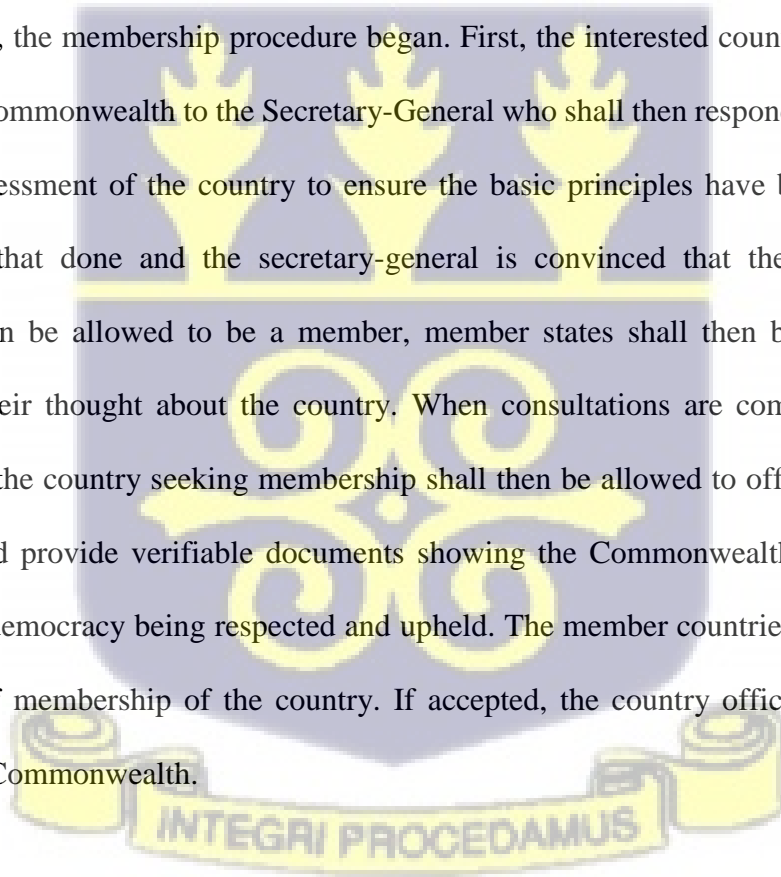 , the membership procedure began. First, the interested coun
ommonwealth to the Secretary-General who shall then respon
essment of the country to ensure the basic principles have b
that done and the secretary-general is convinced that the
n be allowed to be a member, member states shall then b
eir thought about the country. When consultations are com
the country seeking membership shall then be allowed to off
d provide verifiable documents showing the Commonwealth
lemocracy being respected and upheld. The member countrie
f membership of the country. If accepted, the country offic
Commonwealth.
INTEGRI PROCEDAMUS